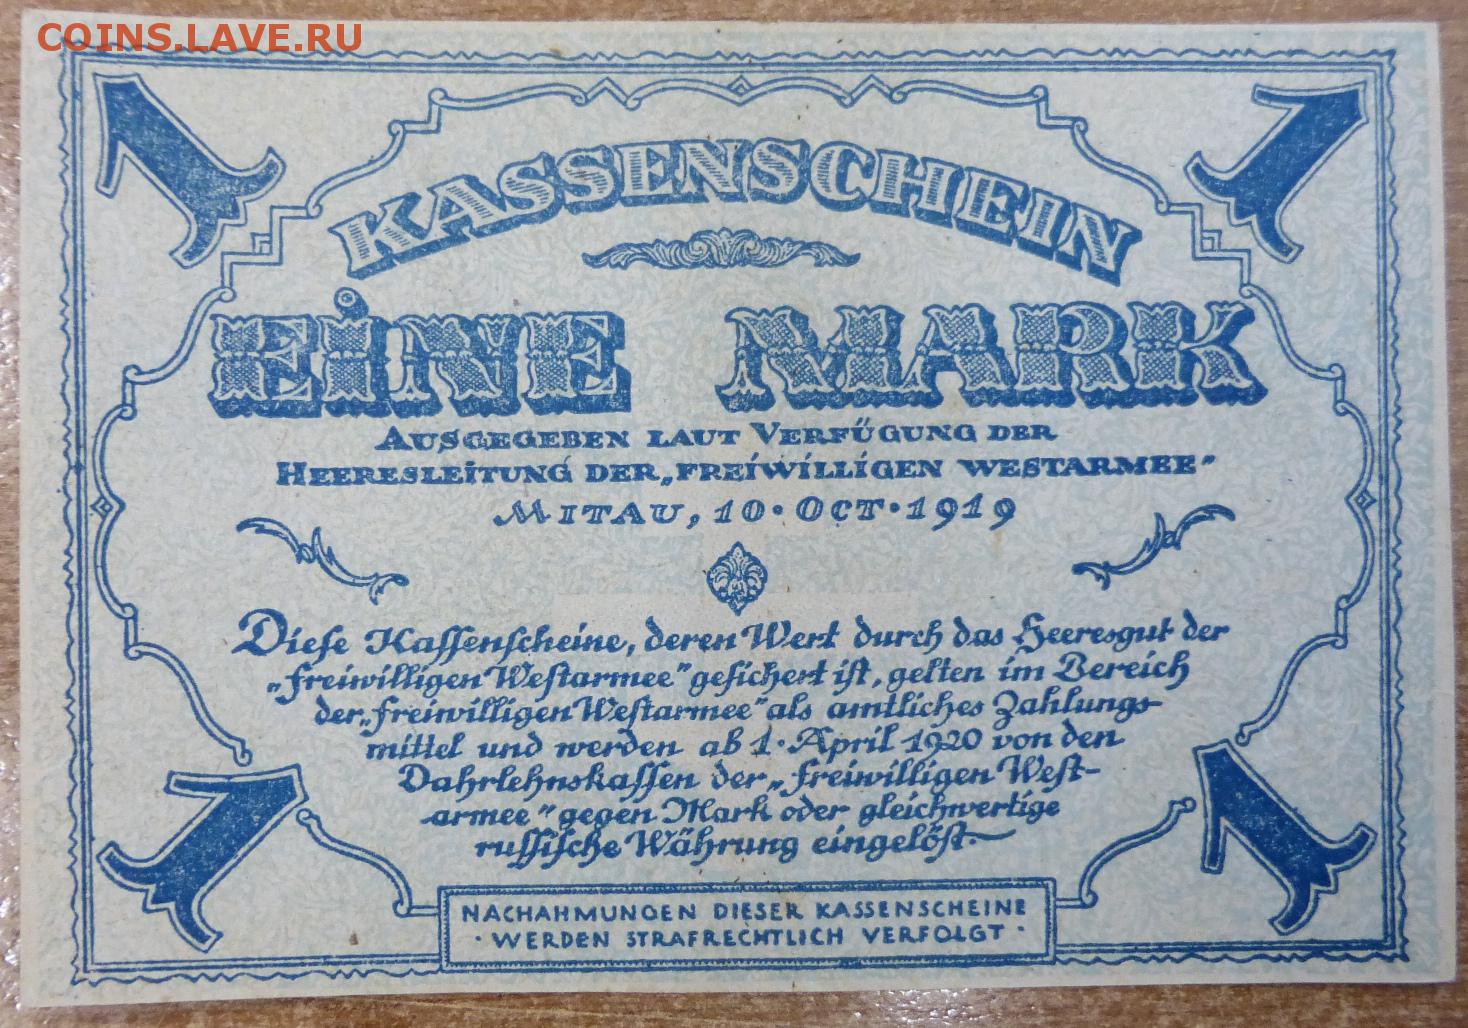 COINS.LAVE.RU
1 1
KASSENSCHEIN
EINE MARK
AUSGEGEBEN LAUT VERFÜGUNG DER
HEERESLEITUNG DER „FREIWILLIGEN WESTARMEE"
MITAU, 10. OCT. 1919
Diese Kassenscheine, deren Wert durch das Heeresgut der
„freiwilligen Westarmee" gesichert ist, gelten im Bereich
der „freiwilligen Westarmee" als amtliches Zahlungs-
mittel und werden ab 1. April 1920 von den
Dahrlehnskassen der „freiwilligen West-
armee" gegen Mark oder gleichwertige
russische Währung eingelöst.
1 1
NACHAHMUNGEN DIESER KASSENSCHEINE
· WERDEN STRAFRECHTLICH VERFOLGT ·